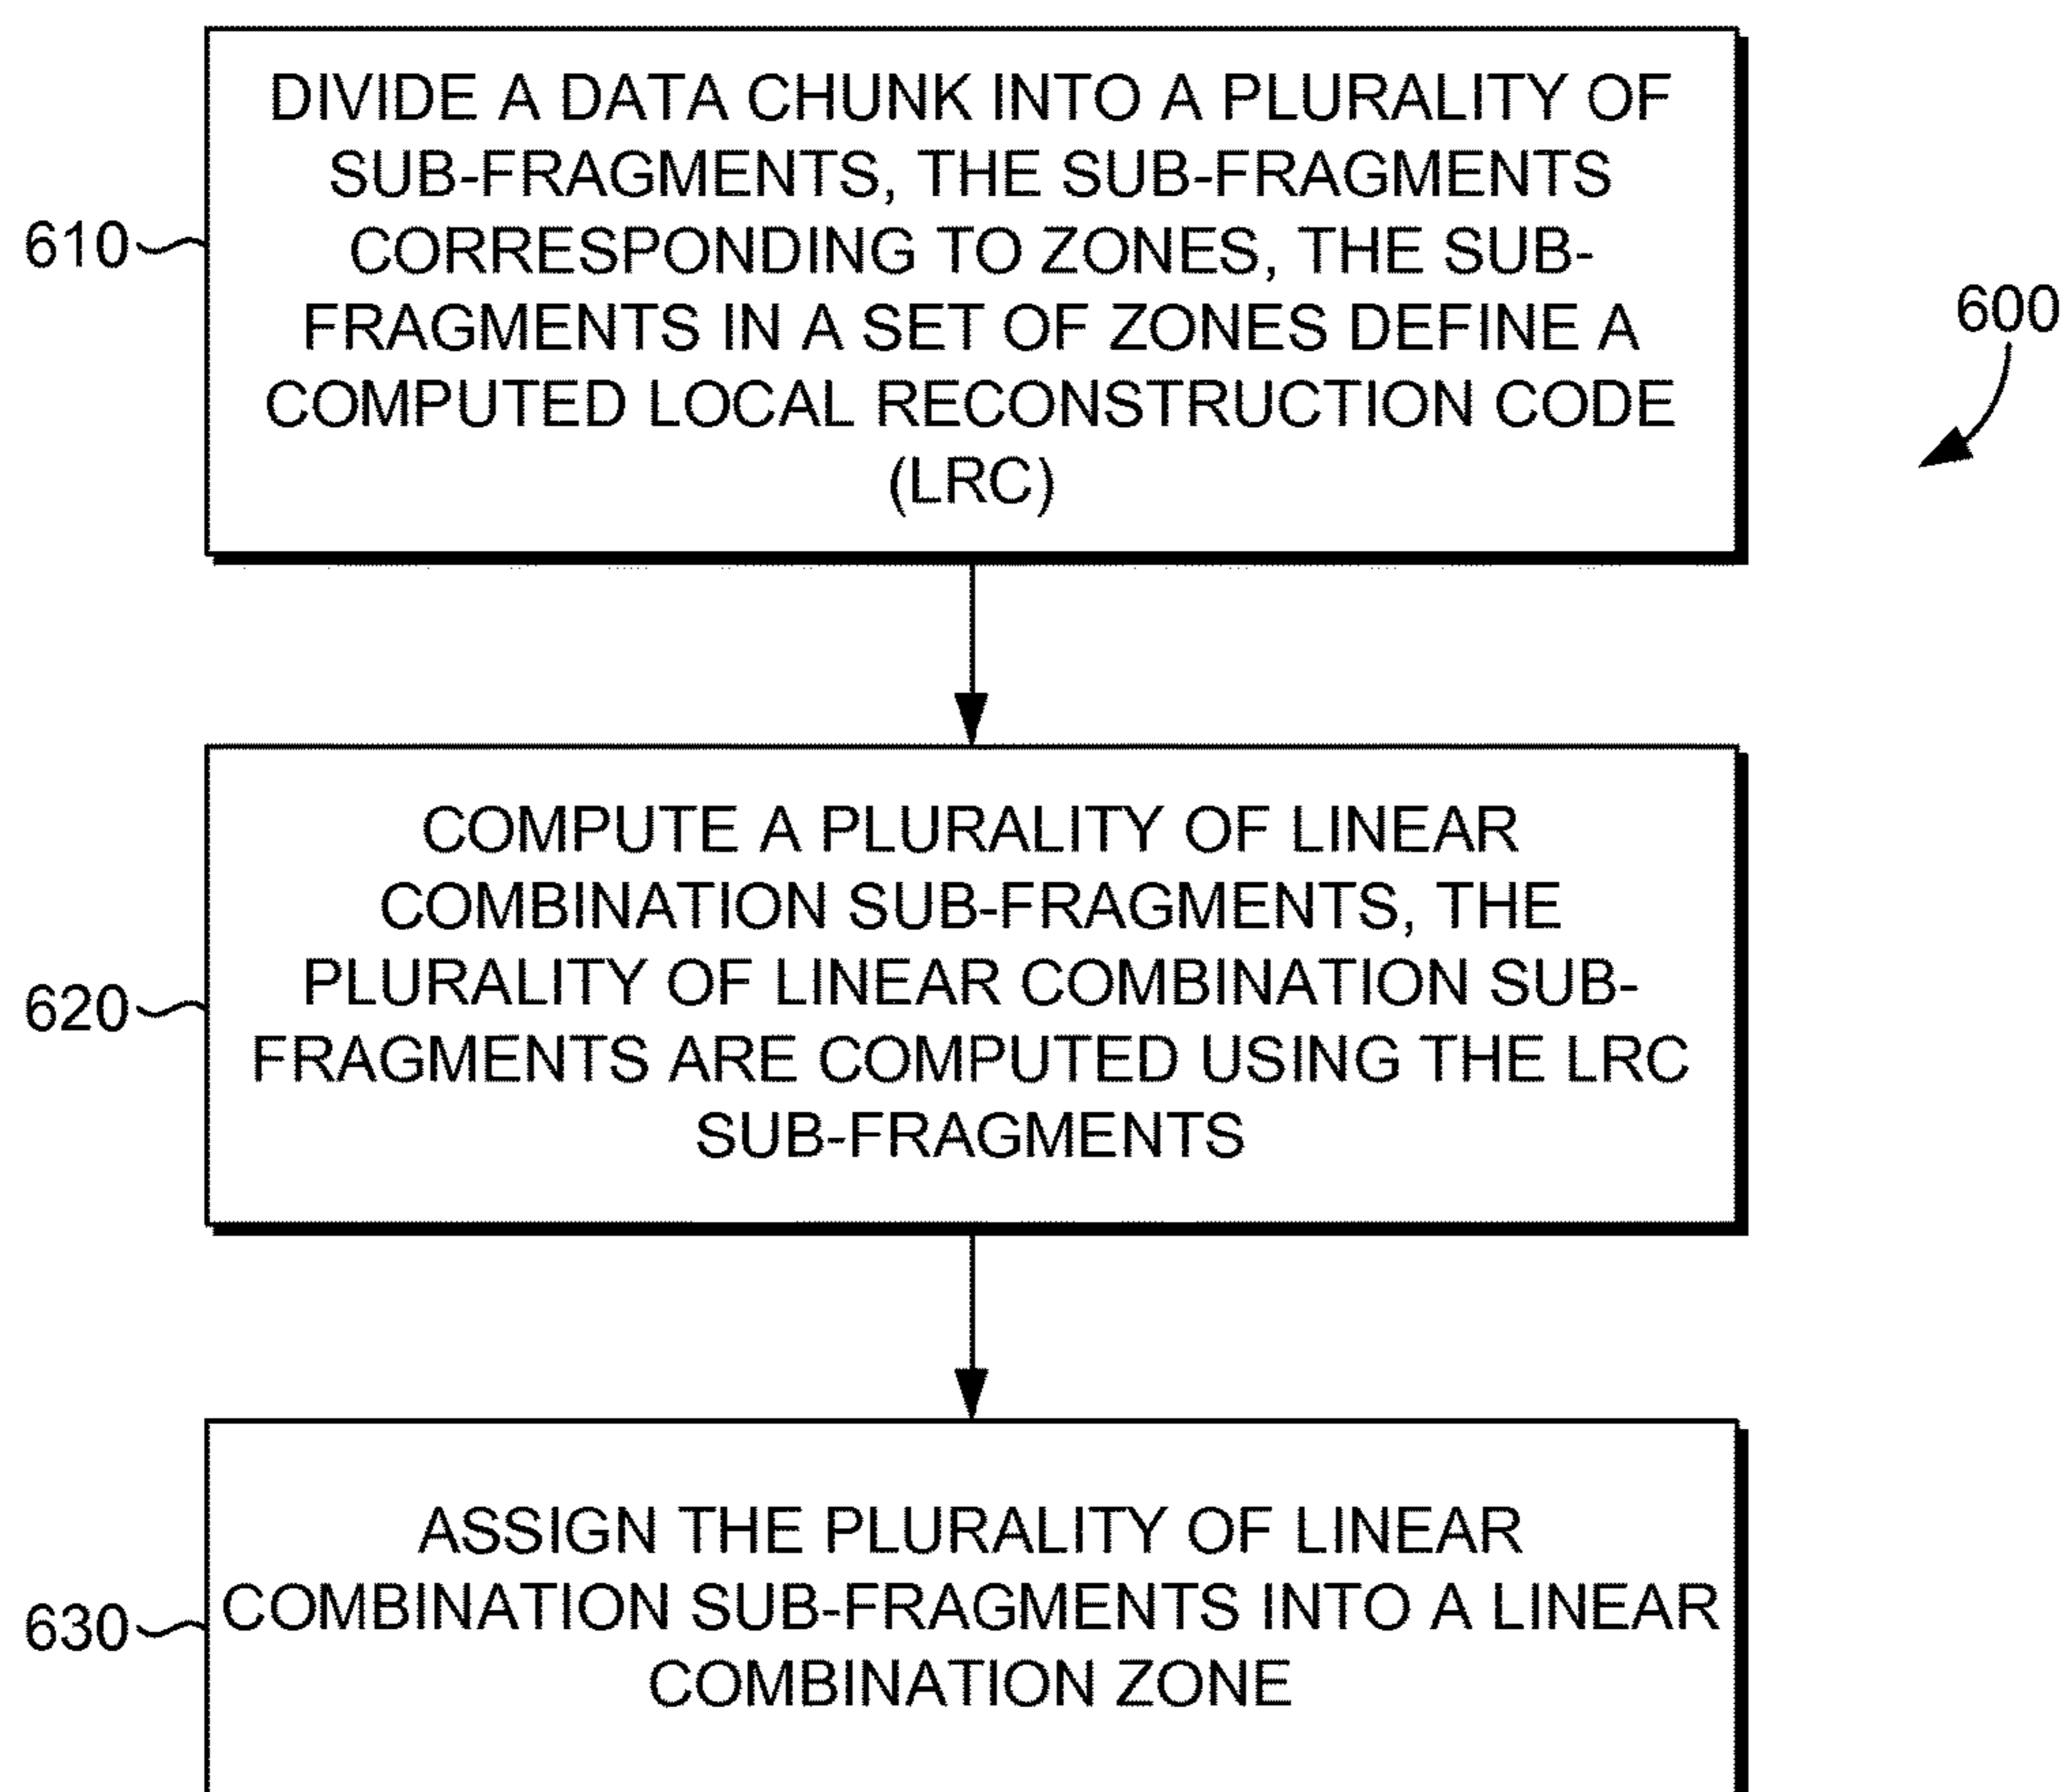 DIVIDE A DATA CHUNK INTO A PLURALITY OF
SUB-FRAGMENTS, THE SUB-FRAGMENTS
CORRESPONDING TO ZONES, THE SUB-
FRAGMENTS IN A SET OF ZONES DEFINE A
COMPUTED LOCAL RECONSTRUCTION CODE
(LRC)
610
600
COMPUTE A PLURALITY OF LINEAR
COMBINATION SUB-FRAGMENTS, THE
PLURALITY OF LINEAR COMBINATION SUB-
FRAGMENTS ARE COMPUTED USING THE LRC
SUB-FRAGMENTS
620
ASSIGN THE PLURALITY OF LINEAR
COMBINATION SUB-FRAGMENTS INTO A LINEAR
COMBINATION ZONE
630